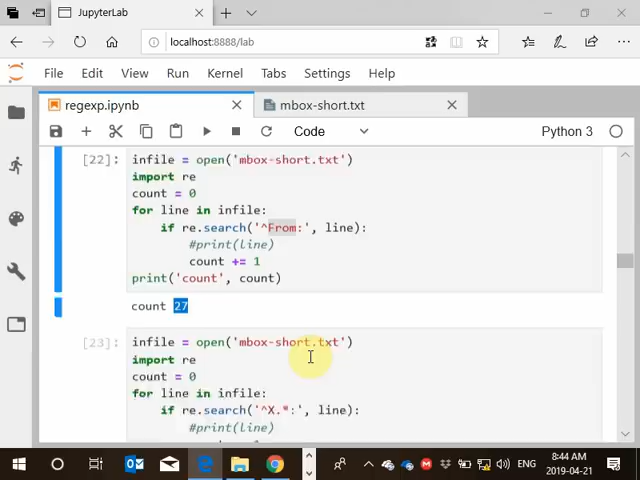 JupyterLab
localhost:8888/lab
File Edit View Run Kernel Tabs Settings Help
regexp.ipynb
mbox-short.txt
Code
Python 3
[22]:
infile = open('mbox-short.txt')
import re
count = 0
for line in infile:
if re.search('^From:', line):
#print(line)
count += 1
print('count', count)
count 27
[23]:
infile = open('mbox-short.txt')
import re
count = 0
for line in infile:
if re.search('^X.*:', line):
#print(line)
ENG
8:44 AM
2019-04-21